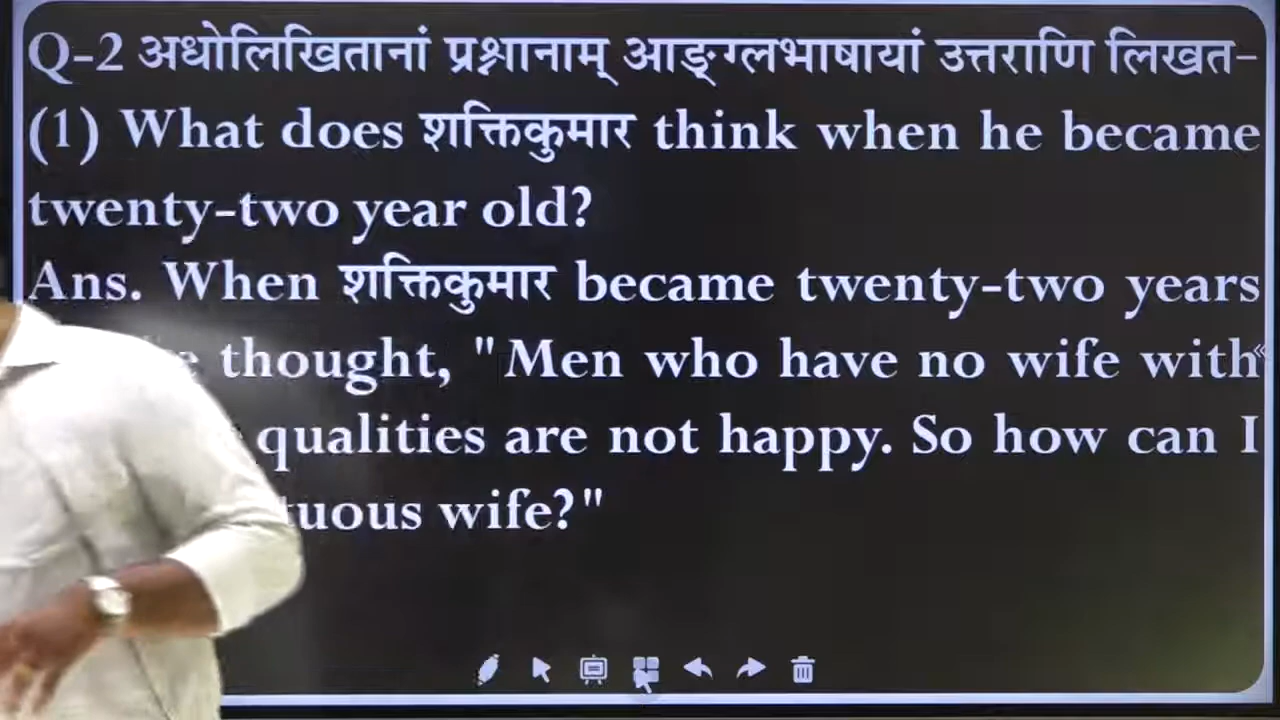 Q-2 अधोलिखितानां प्रश्नानाम् आङ्ग्लभाषायां उत्तराणि लिखत-
(1) What does शक्तिकुमार think when he became
twenty-two year old?
Ans. When शक्तिकुमार became twenty-two years
thought, "Men who have no wife with
qualities are not happy. So how can I
wife?"